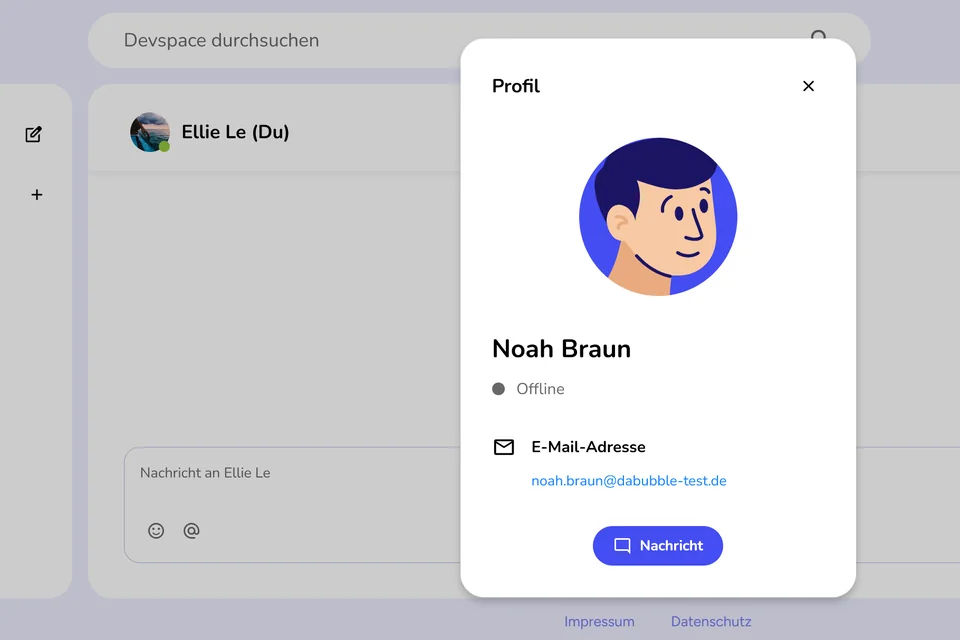 Devspace durchsuchen
Ellie Le (Du)
Nachricht an Ellie Le
Profil
Noah Braun
Offline
E-Mail-Adresse
noah.braun@dabubble-test.de
Nachricht
Impressum
Datenschutz